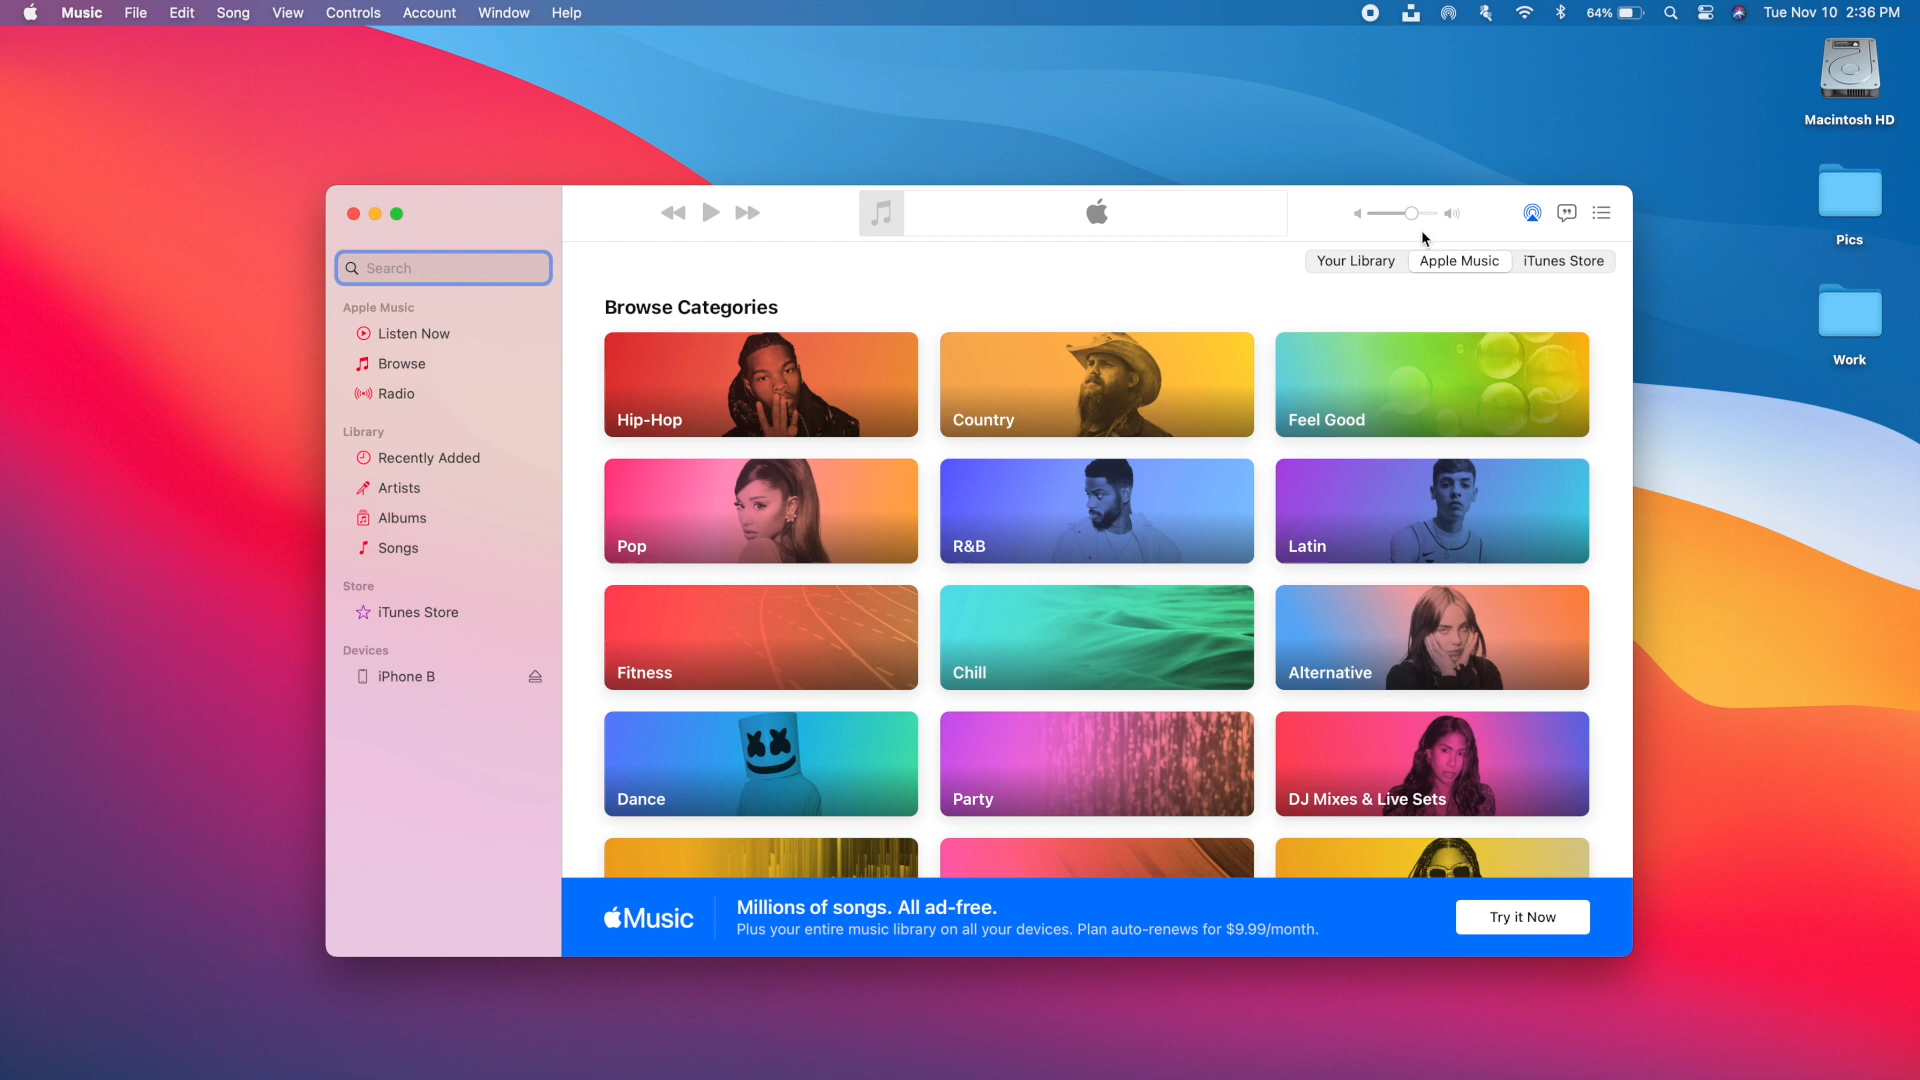 Music File Edit Song View Controls Account Window Help
64% Tue Nov 10 2:36 PM
Macintosh HD
Pics
Work
Search
Apple Music
Listen Now
Browse
Radio
Library
Recently Added
Artists
Albums
Songs
Store
iTunes Store
Devices
iPhone B
Your Library Apple Music iTunes Store
Browse Categories
Hip-Hop
Country
Feel Good
Pop
R&B
Latin
Fitness
Chill
Alternative
Dance
Party
DJ Mixes & Live Sets
Music
Millions of songs. All ad-free.
Plus your entire music library on all your devices. Plan auto-renews for $9.99/month.
Try it Now